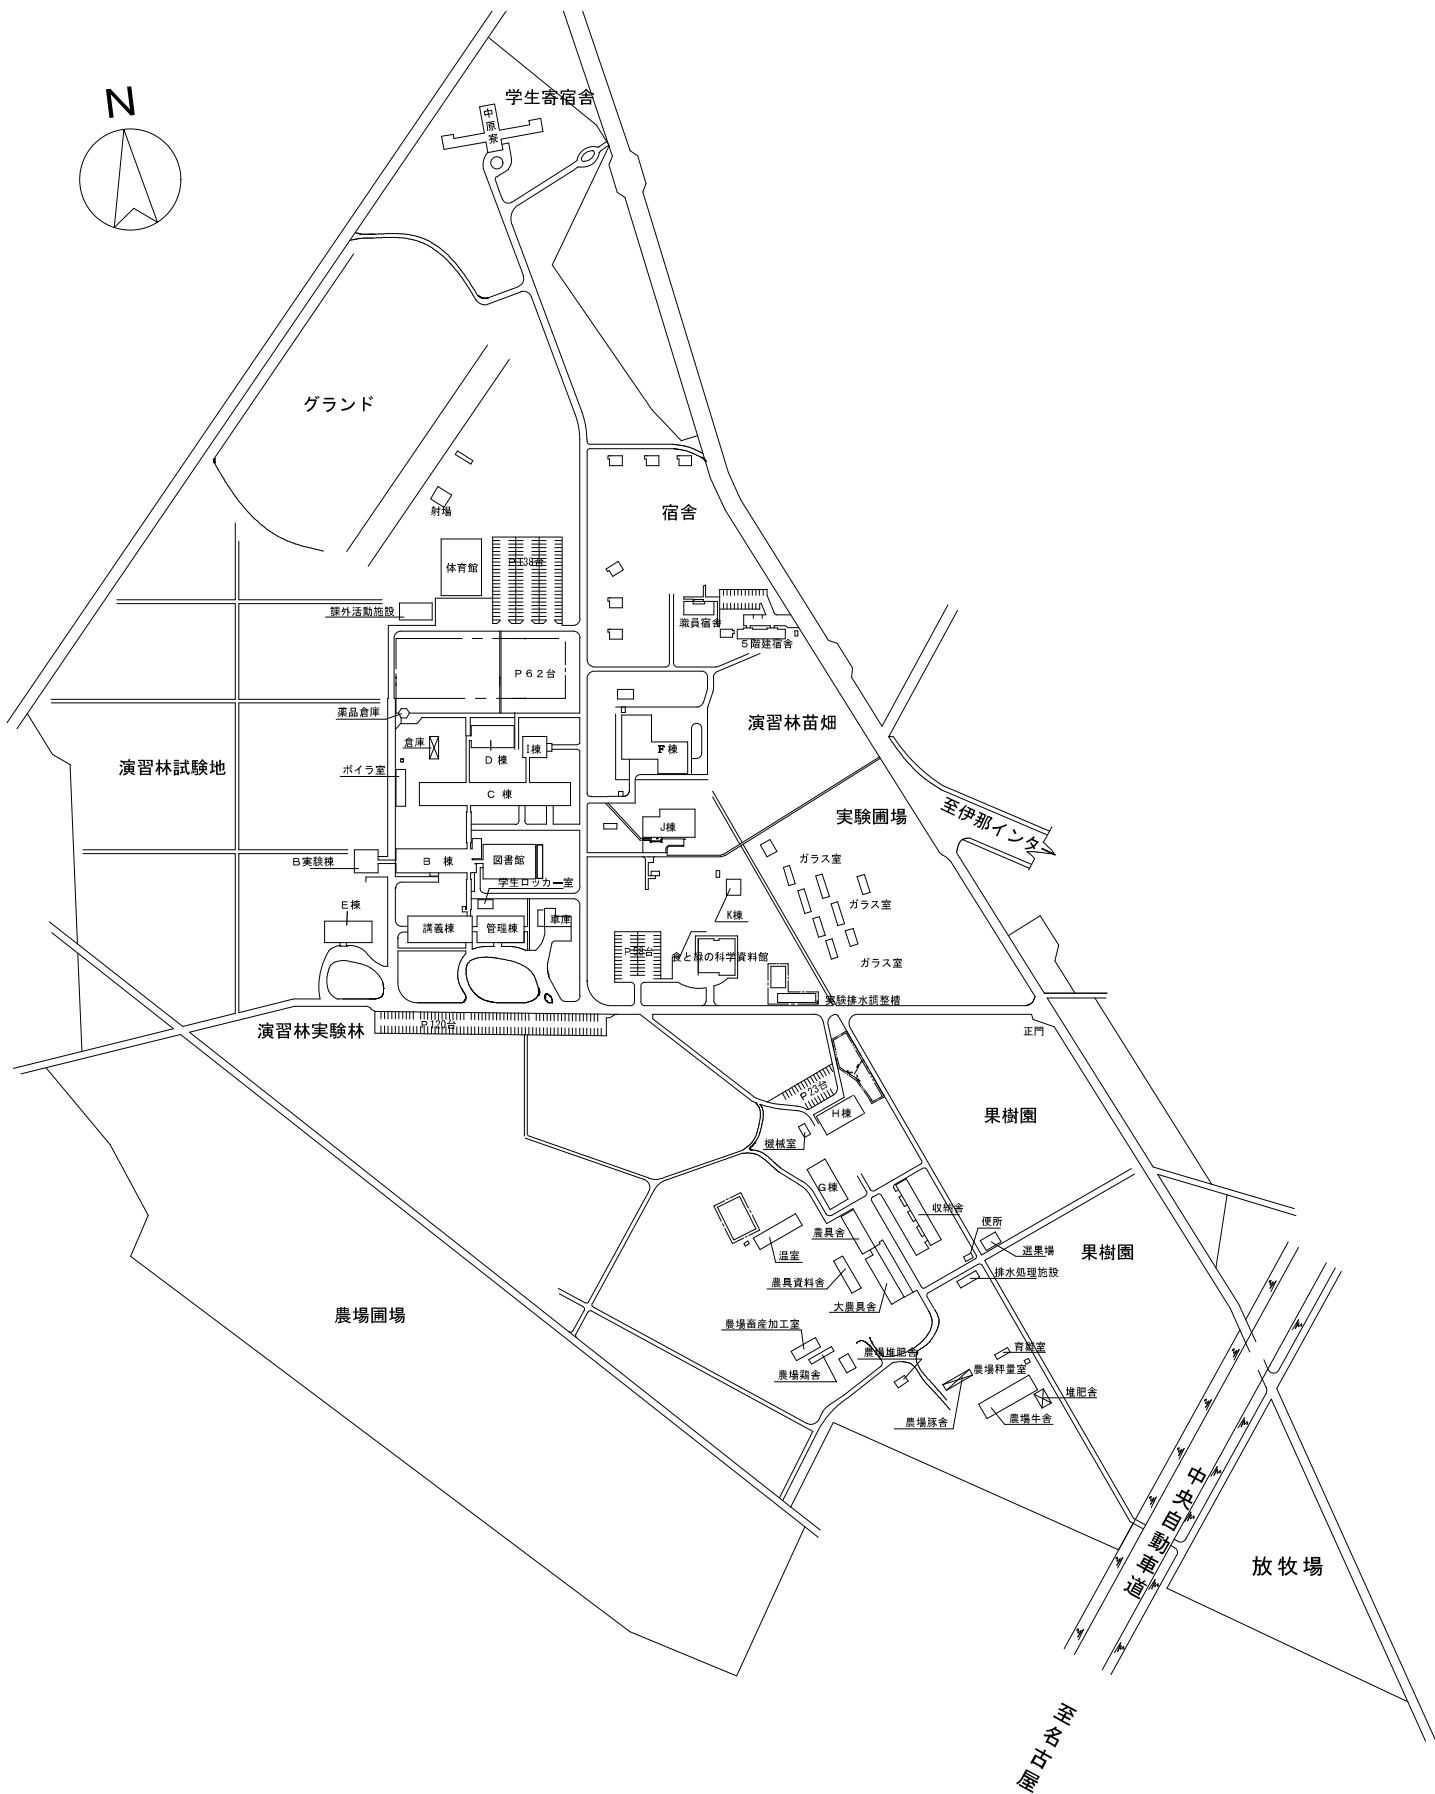 N
学生寄宿舎
中原寮
グランド
射場
宿舎
体育館
P138台
課外活動施設
職員宿舎
5階建宿舎
P62台
薬品倉庫
演習林苗畑
倉庫
D棟
I棟
F棟
演習林試験地
ボイラ室
C棟
至伊那インター
実験圃場
J棟
B実験棟
B棟
図書館
ガラス室
学生ロッカー室
E棟
K棟
ガラス室
講義棟
管理棟
車庫
P58台
食と緑の科学資料館
ガラス室
実験排水調整槽
演習林実験林
P120台
正門
P23台
H棟
果樹園
機械室
G棟
収納舎
農具舎
便所
選果場
果樹園
温室
農具資料舎
排水処理施設
大農具舎
農場圃場
農場畜産加工室
農場堆肥舎
育雛室
農場鶏舎
農場秤量室
堆肥舎
農場豚舎
農場牛舎
中央自動車道
放牧場
至名古屋